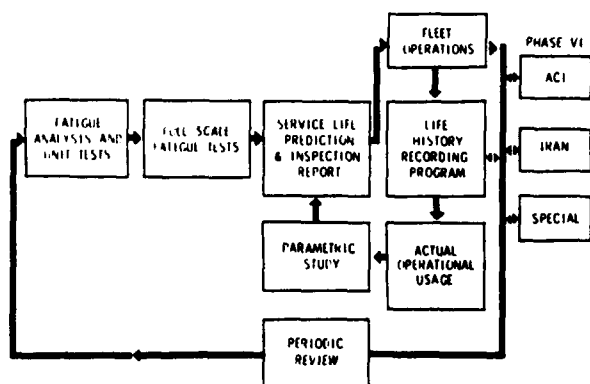 FLEET
OPERATIONS
PHASE VI
ACI
FATIGUE
ANALYSIS AND
UNIT TESTS
FULL SCALE
FATIGUE TESTS
SERVICE LIFE
PREDICTION
& INSPECTION
REPORT
LIFE
HISTORY
RECORDING
PROGRAM
IRAN
SPECIAL
PARAMETRIC
STUDY
ACTUAL
OPERATIONAL
USAGE
PERIODIC
REVIEW